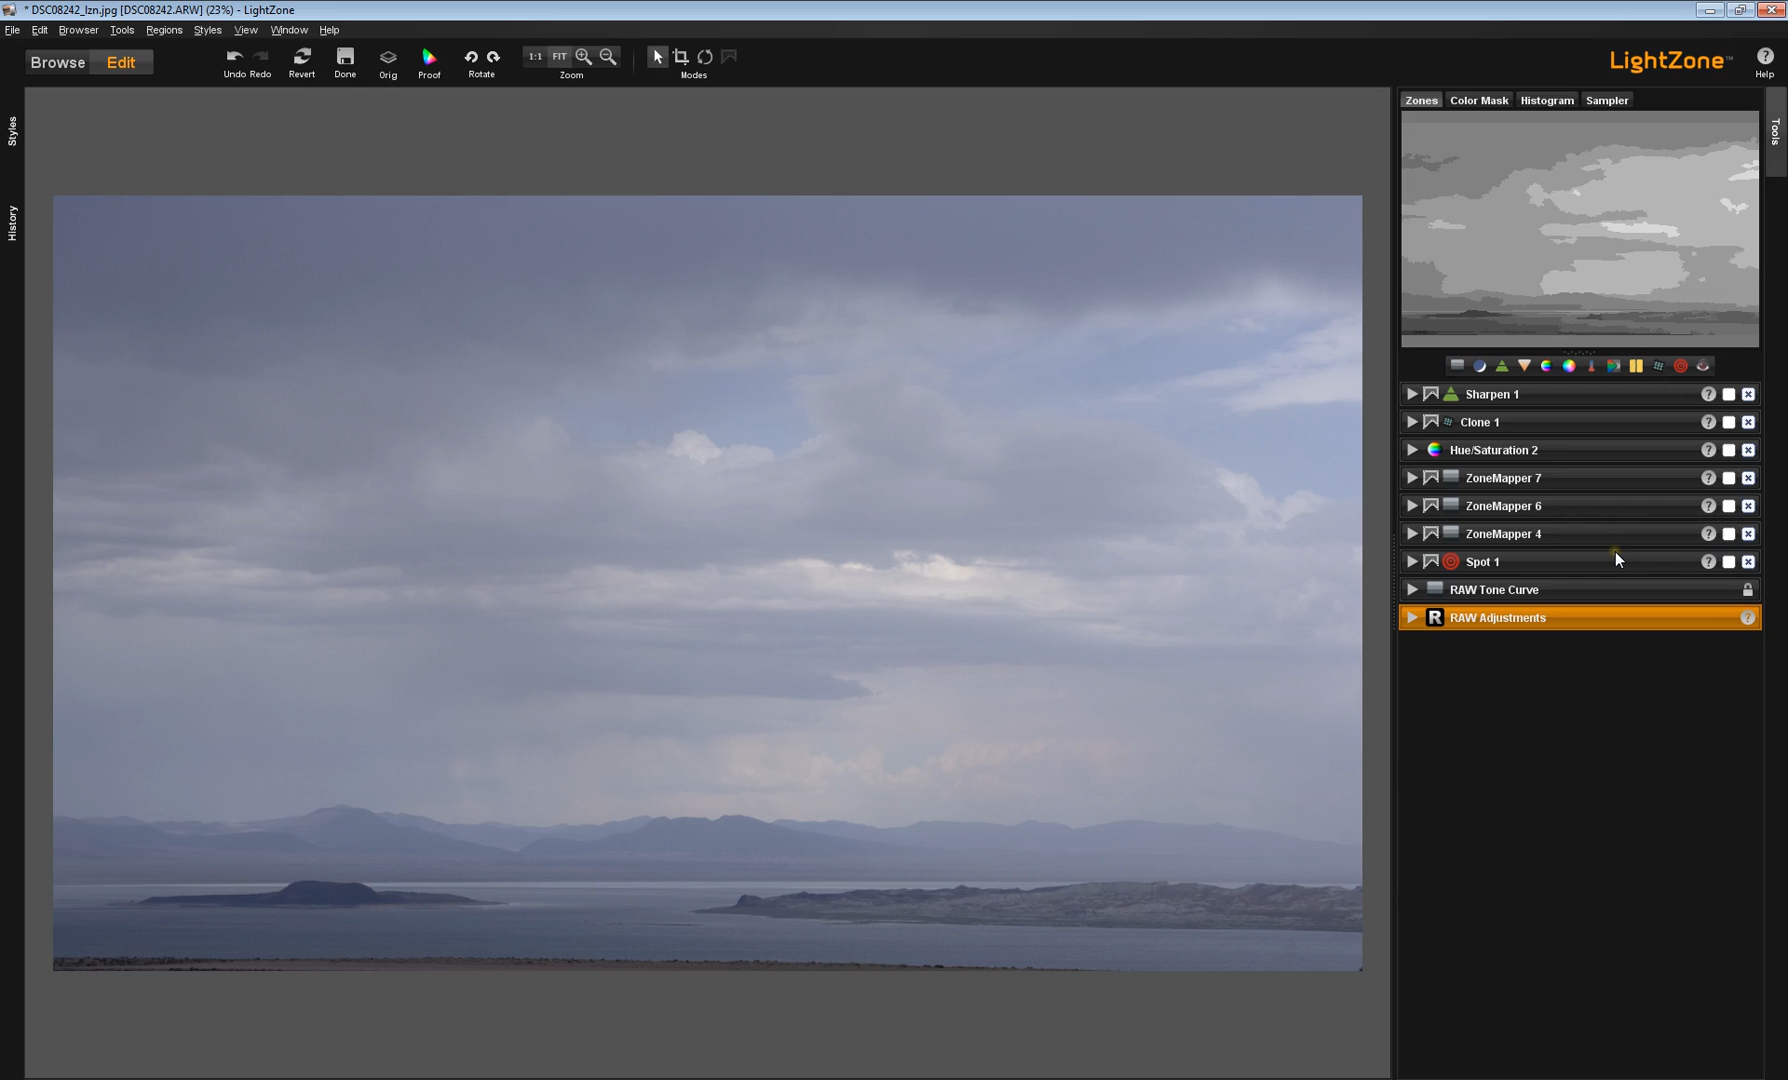 * DSC08242_lzn.jpg [DSC08242.ARW] (23%) - LightZone
File Edit Browser Tools Regions Styles View Window Help
Browse Edit
Undo Redo Revert Done Orig Proof Rotate
1:1 FIT
Zoom
Modes
LightZone™
? Help
Styles
History
Zones Color Mask Histogram Sampler
Tools
Sharpen 1 ?
Clone 1 ?
Hue/Saturation 2 ?
ZoneMapper 7 ?
ZoneMapper 6 ?
ZoneMapper 4 ?
Spot 1 ?
RAW Tone Curve
R RAW Adjustments ?